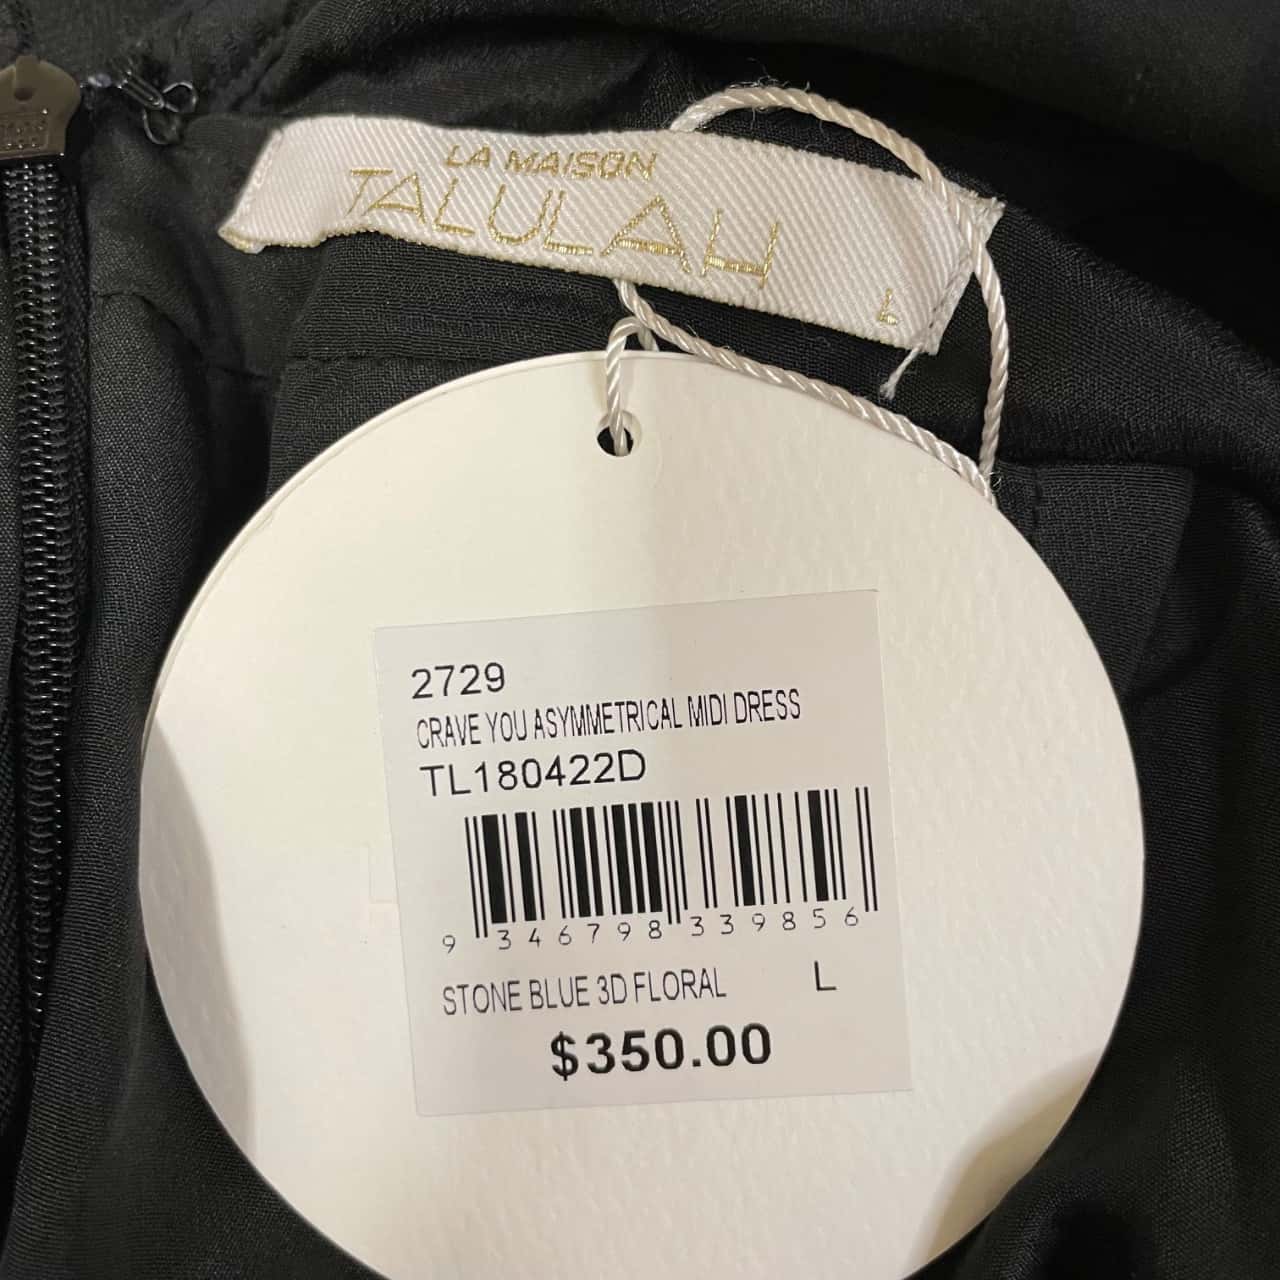 LA MAISON
TALULAH
L
2729
CRAVE YOU ASYMMETRICAL MIDI DRESS
TL180422D
9 346798 339856
STONE BLUE 3D FLORAL L
$350.00